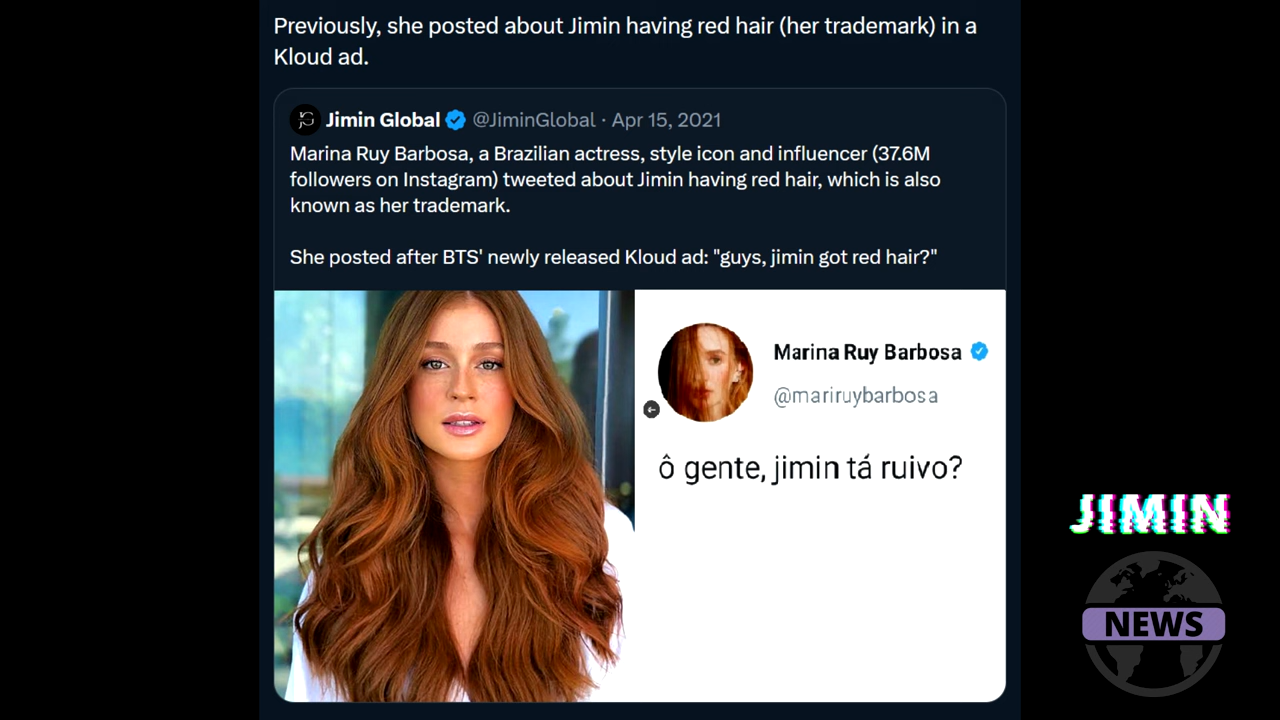 Previously, she posted about Jimin having red hair (her trademark) in a
Kloud ad.
Jimin Global @JiminGlobal · Apr 15, 2021
Marina Ruy Barbosa, a Brazilian actress, style icon and influencer (37.6M
followers on Instagram) tweeted about Jimin having red hair, which is also
known as her trademark.
She posted after BTS' newly released Kloud ad: "guys, jimin got red hair?"
Marina Ruy Barbosa
@mariruybarbosa
ô gente, jimin tá ruivo?
JIMIN
NEWS